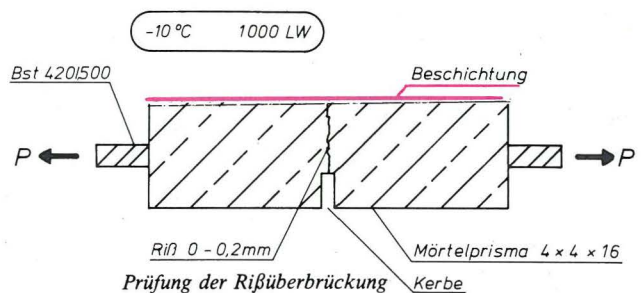 -10 °C 1000 LW
Bst 420/500
Beschichtung
P
P
Riß 0 - 0,2mm
Mörtelprisma 4 × 4 × 16
Prüfung der Rißüberbrückung
Kerbe